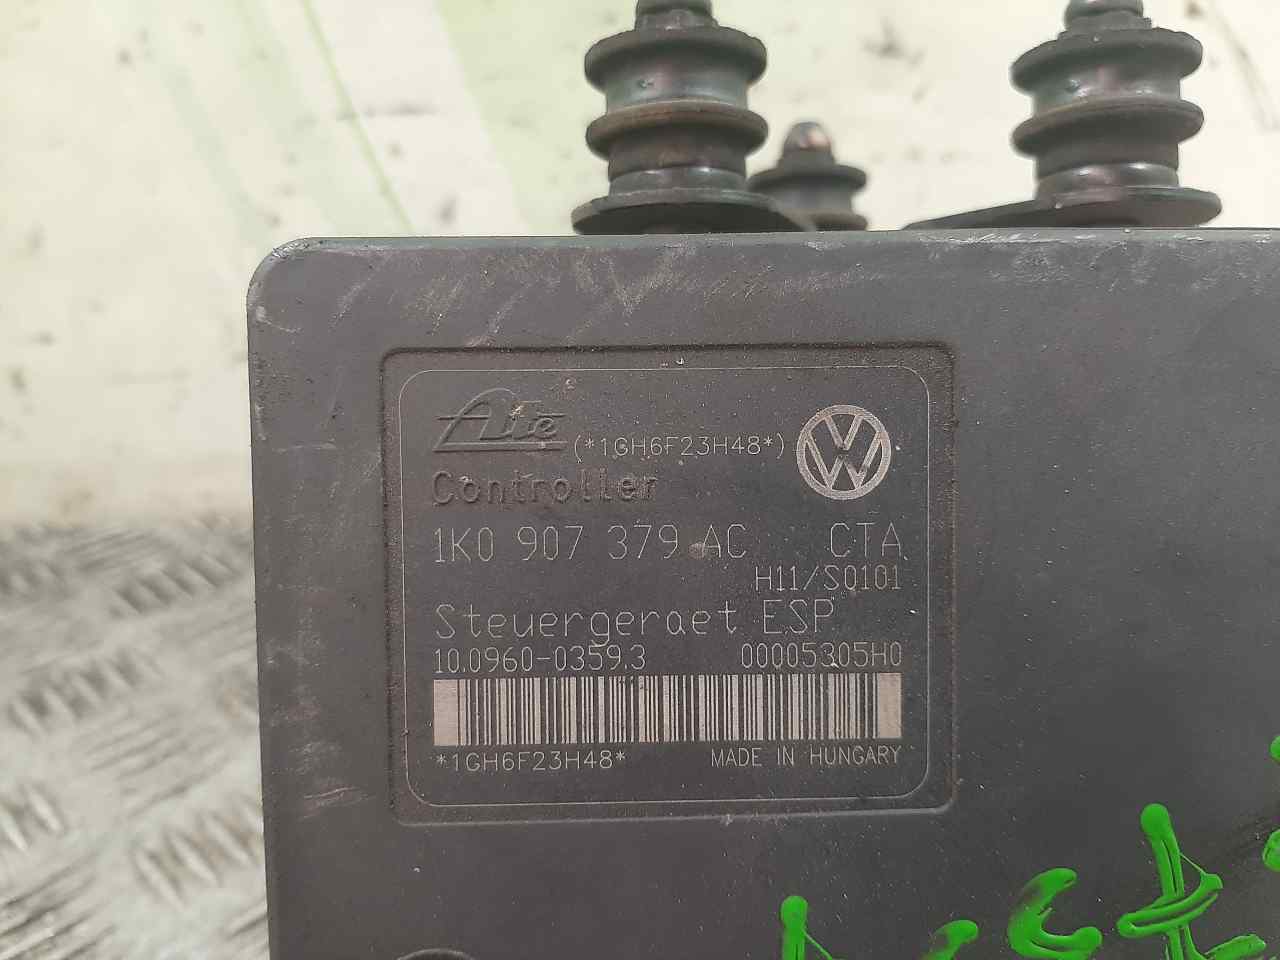 Ate (*1GH6F23H48*)
Controller
1K0 907 379 AC CTA
H11/S0101
Steuergeraet ESP
10.0960-0359.3 00005305H0
*1GH6F23H48* MADE IN HUNGARY